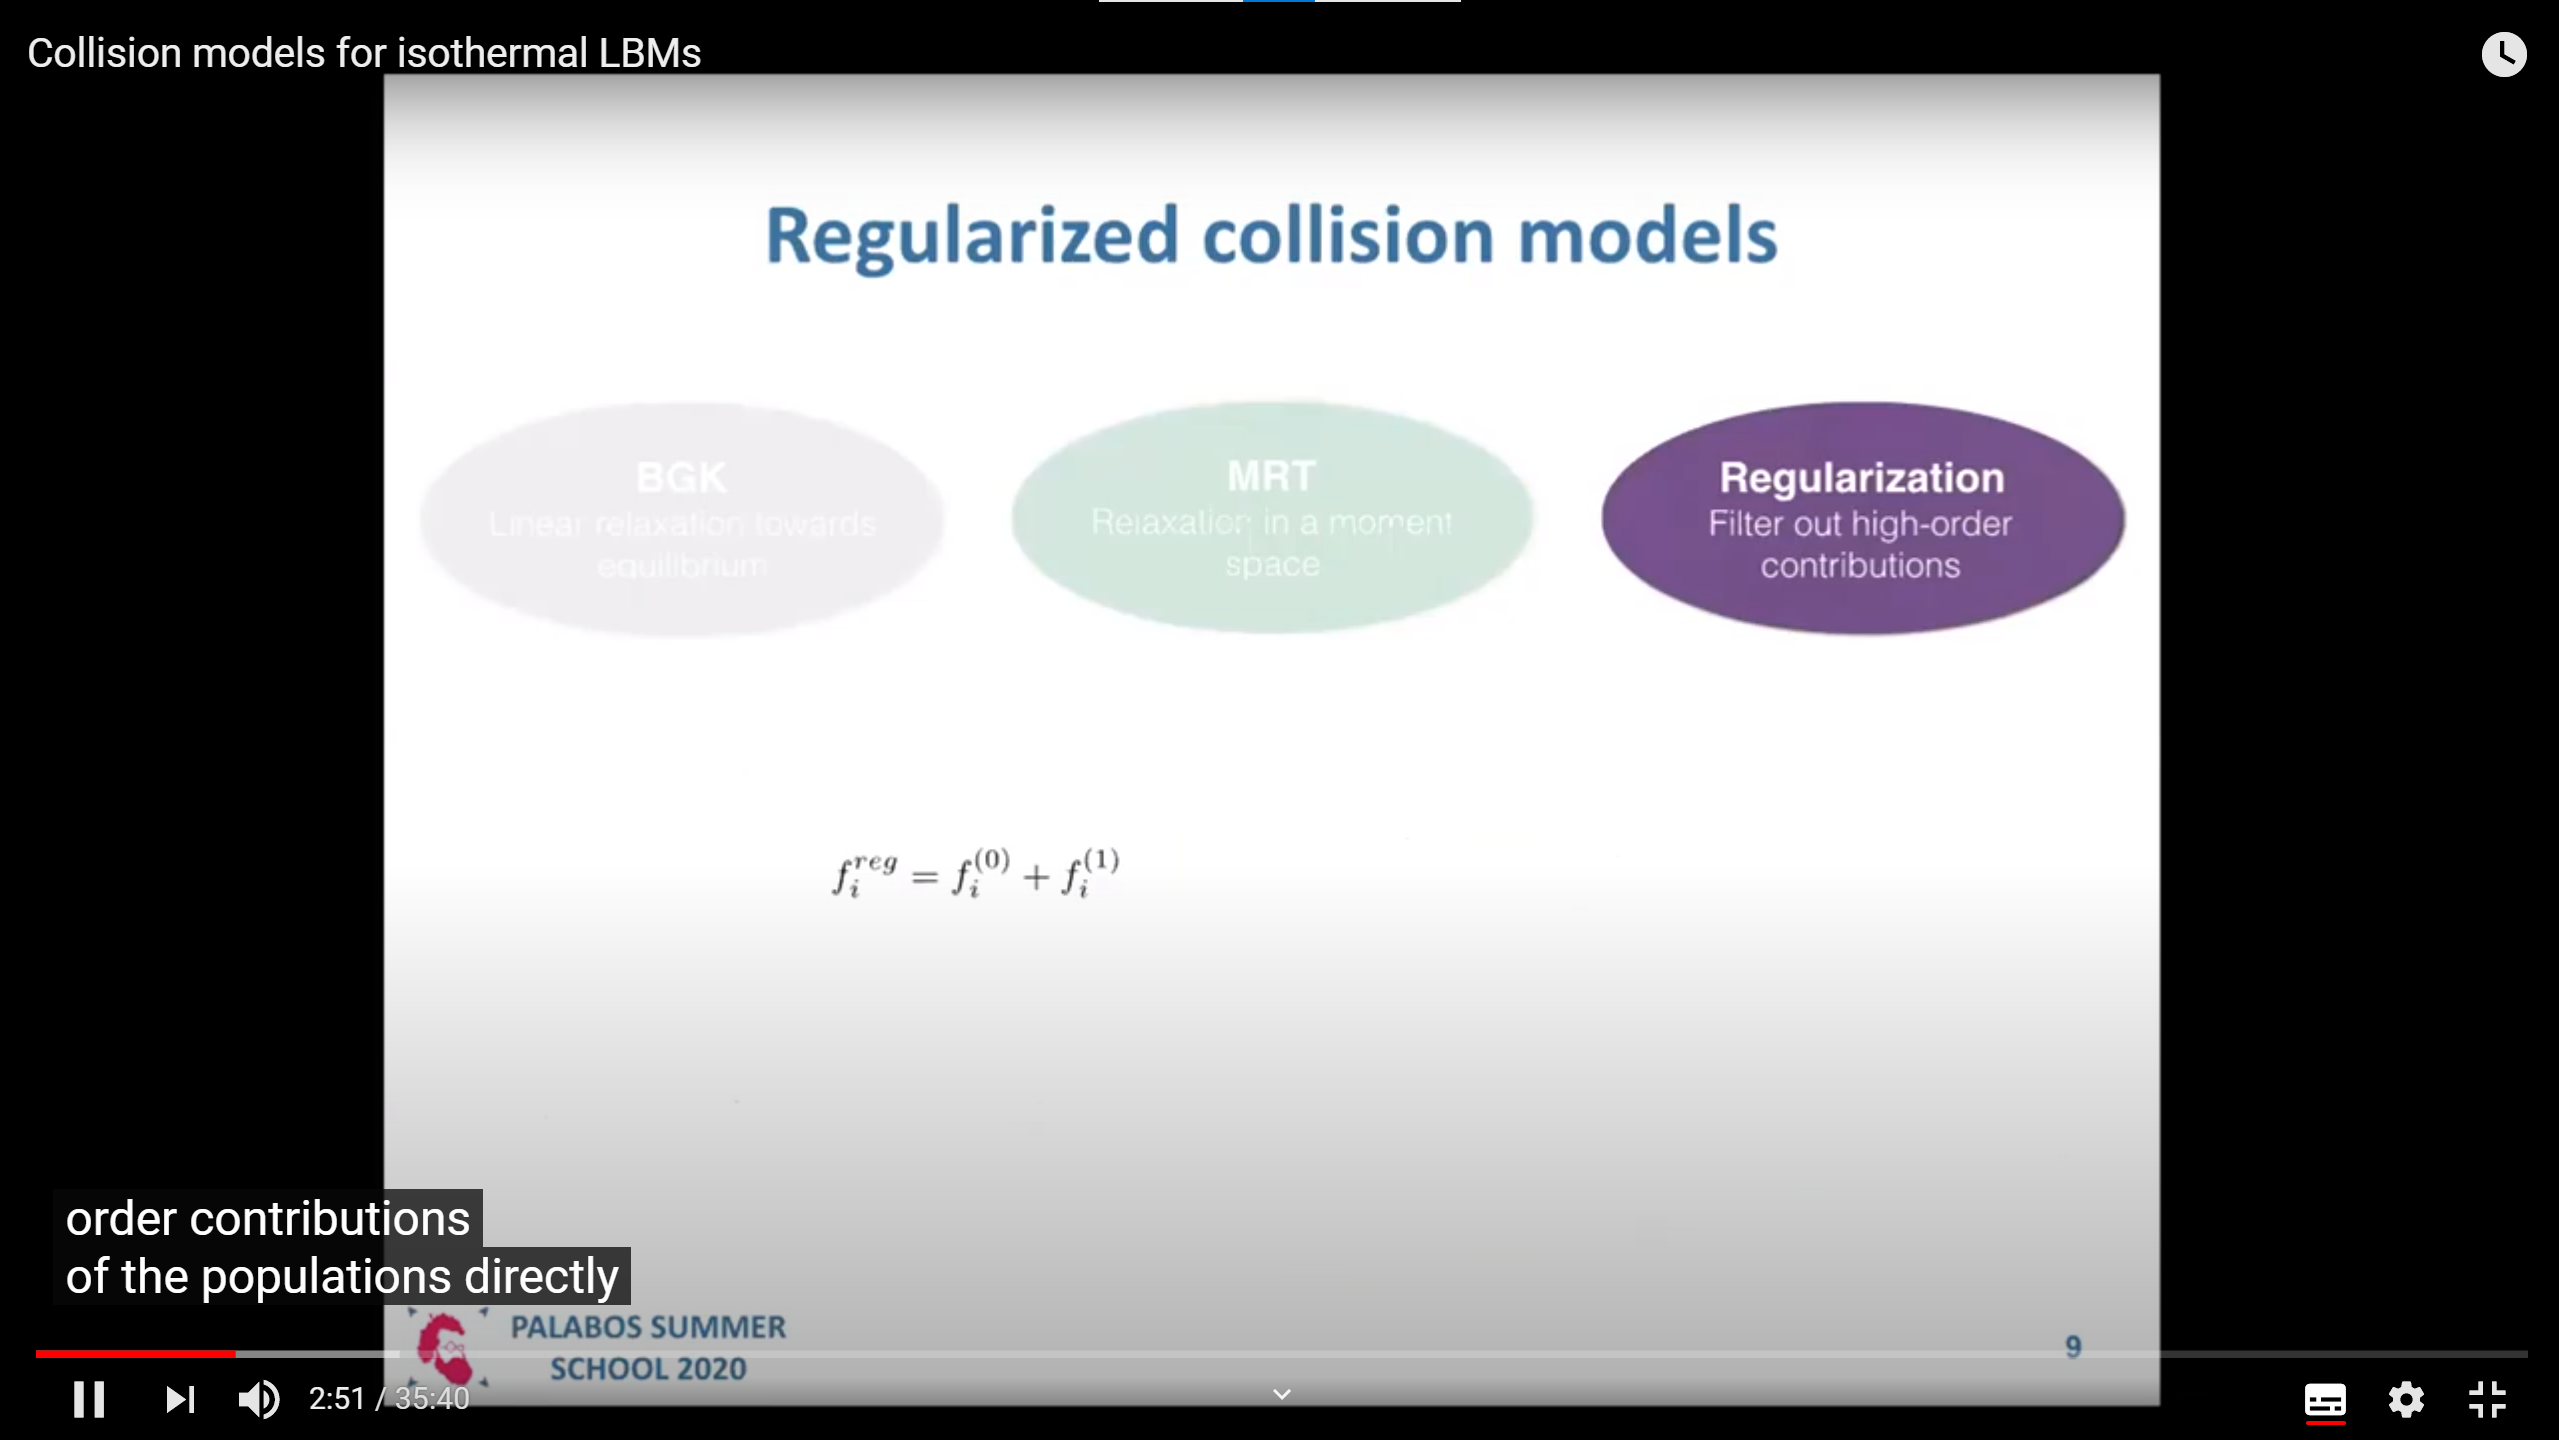 Collision models for isothermal LBMs
Regularized collision models
BGK
Linear relaxation towards
equilibrium
MRT
Relaxation in a moment
space
Regularization
Filter out high-order
contributions
f_i^{reg} = f_i^{(0)} + f_i^{(1)}
order contributions
of the populations directly
PALABOS SUMMER
SCHOOL 2020
9
2:51 / 35:40